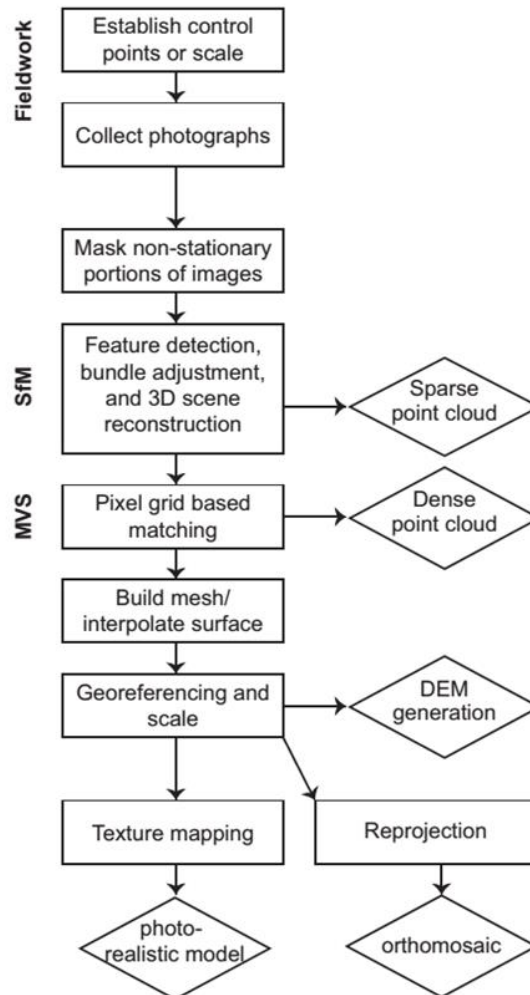 Fieldwork
Establish control
points or scale
Collect photographs
Mask non-stationary
portions of images
SfM
Feature detection,
bundle adjustment,
and 3D scene
reconstruction
Sparse
point cloud
MVS
Pixel grid based
matching
Dense
point cloud
Build mesh/
interpolate surface
Georeferencing and
scale
DEM
generation
Texture mapping
Reprojection
photo-
realistic model
orthomosaic